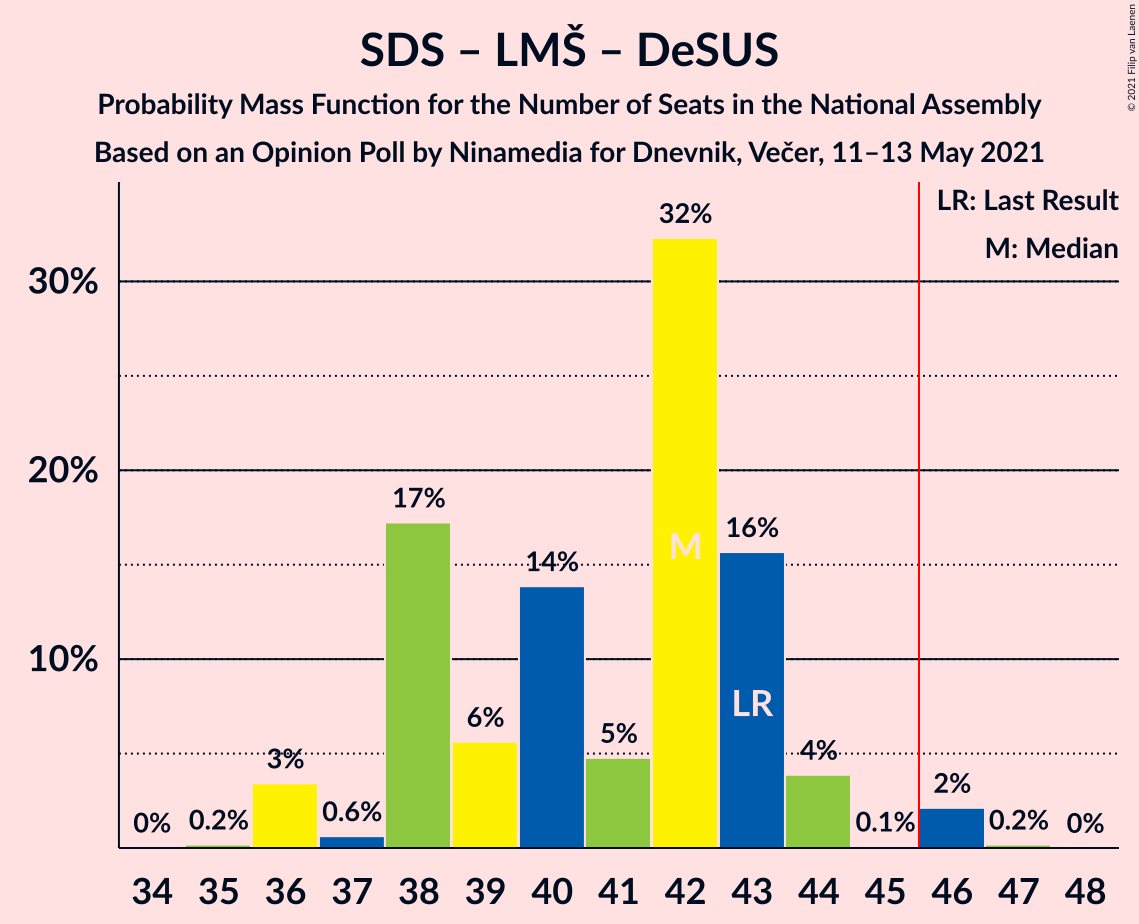 SDS – LMŠ – DeSUS
Probability Mass Function for the Number of Seats in the National Assembly
Based on an Opinion Poll by Ninamedia for Dnevnik, Večer, 11–13 May 2021
© 2021 Filip van Laenen
LR: Last Result
M: Median
30%
20%
10%
0% 0.2% 3% 0.6% 17% 6% 14% 5% 32% 16% 4% 0.1% 2% 0.2% 0%
M
LR
34 35 36 37 38 39 40 41 42 43 44 45 46 47 48